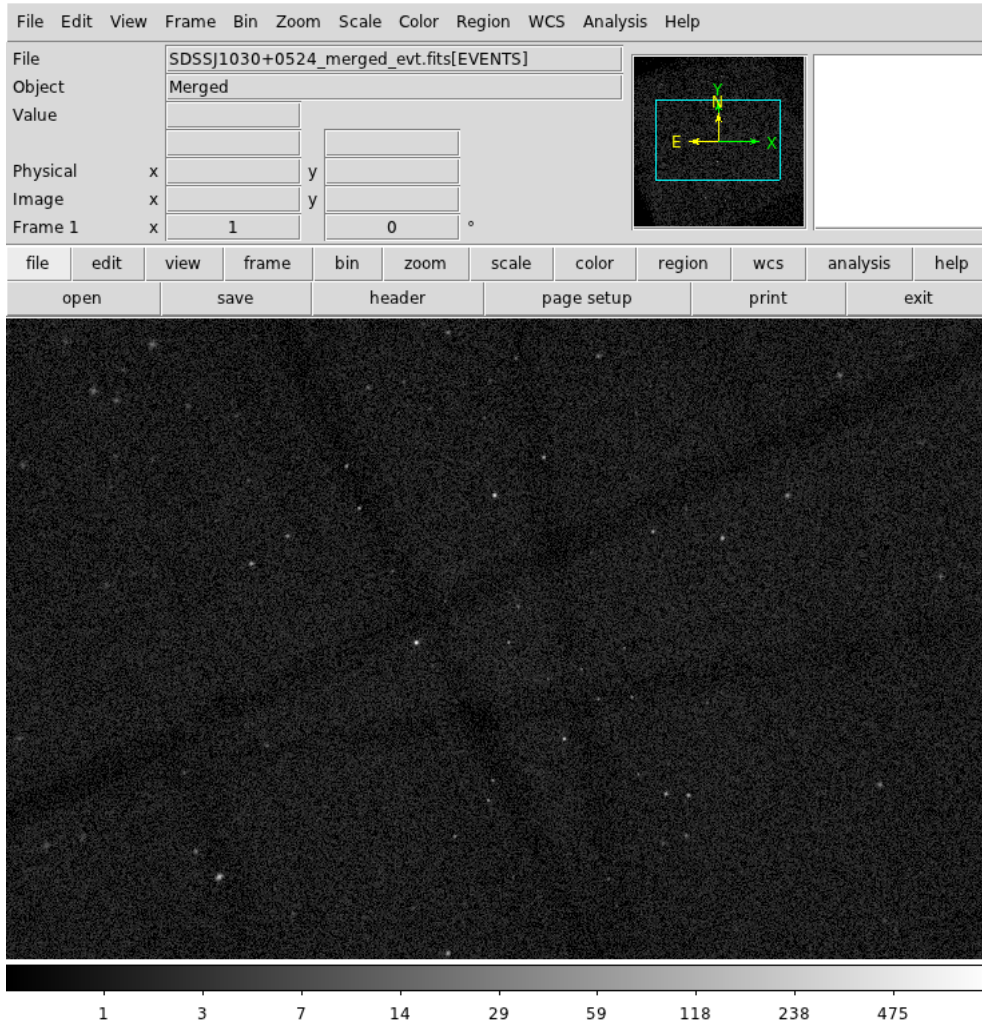 File Edit View Frame Bin Zoom Scale Color Region WCS Analysis Help
File SDSSJ1030+0524_merged_evt.fits[EVENTS]
Object Merged
Value
Physical x y
Image x y
Frame 1 x 1 0 °
Y
N
E X
file edit view frame bin zoom scale color region wcs analysis help
open save header page setup print exit
1 3 7 14 29 59 118 238 475